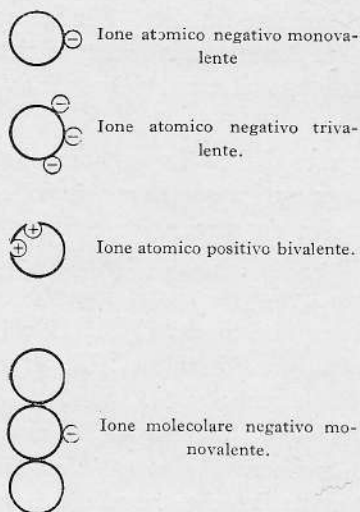 Ione atomico negativo monova-
lente
Ione atomico negativo triva-
lente.
Ione atomico positivo bivalente.
Ione molecolare negativo mo-
novalente.